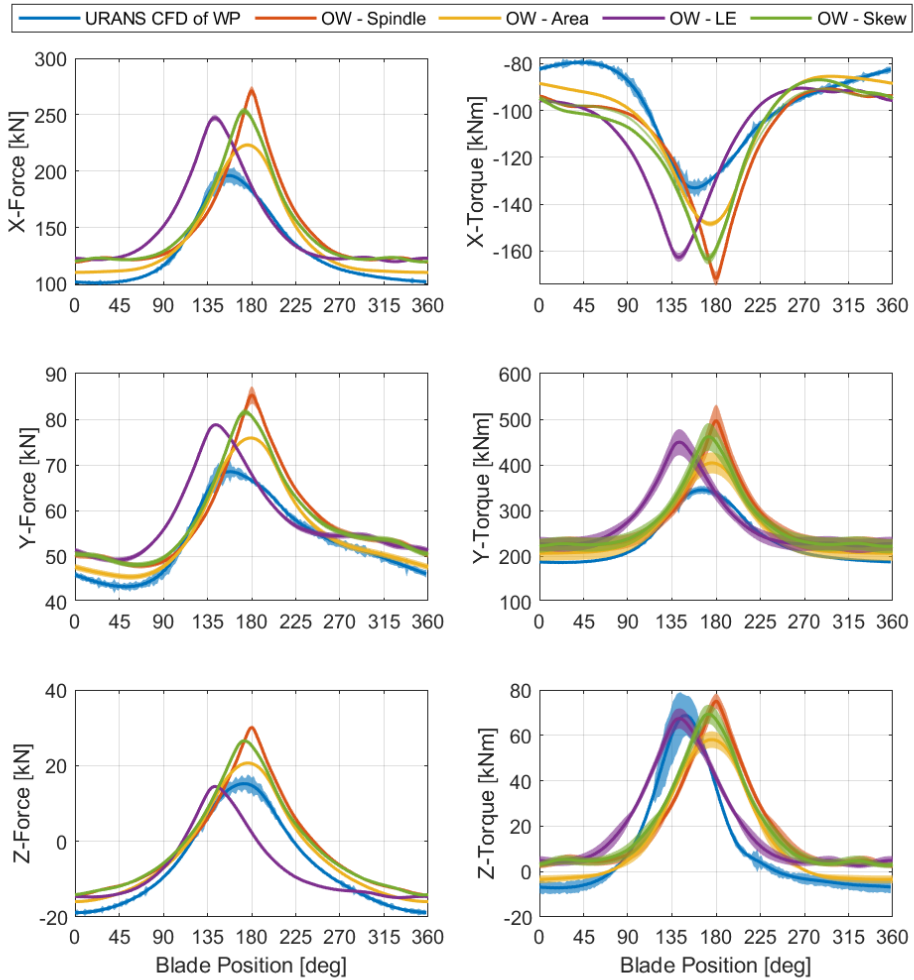 URANS CFD of WP OW - Spindle OW - Area OW - LE OW - Skew
X-Force [kN]
300
250
200
150
100
0 45 90 135 180 225 270 315 360
X-Torque [kNm]
-80
-100
-120
-140
-160
0 45 90 135 180 225 270 315 360
Y-Force [kN]
90
80
70
60
50
40
0 45 90 135 180 225 270 315 360
Y-Torque [kNm]
600
500
400
300
200
100
0 45 90 135 180 225 270 315 360
Z-Force [kN]
40
20
0
-20
0 45 90 135 180 225 270 315 360
Blade Position [deg]
Z-Torque [kNm]
80
60
40
20
0
-20
0 45 90 135 180 225 270 315 360
Blade Position [deg]